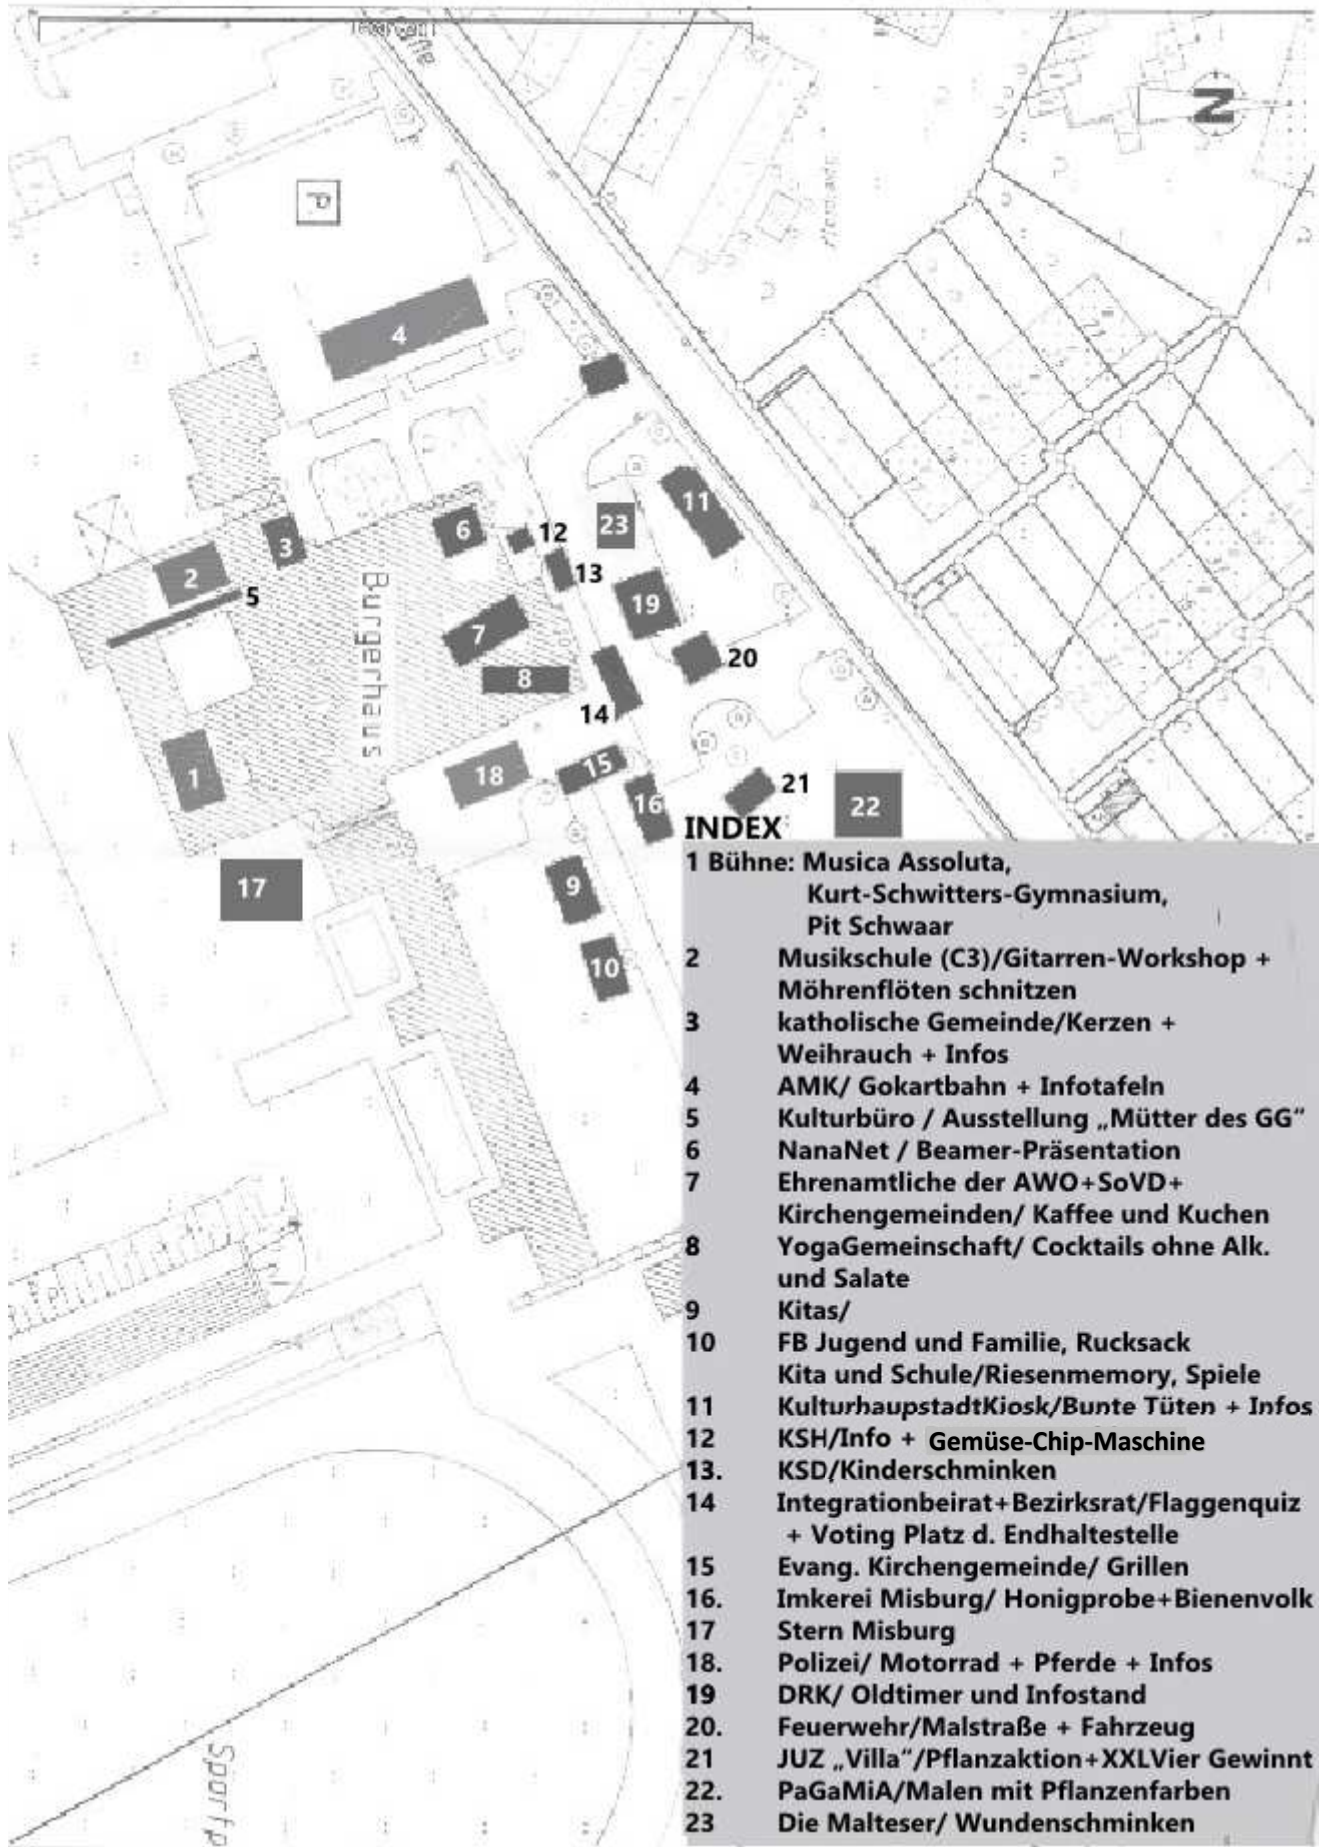 N
P
4
11
12
23
6
3
13
2
5
19
7
20
8
14
Burgerhaus
1
18
15
16
21
22
17
9
10
Sportp
INDEX
1 Bühne: Musica Assoluta,
Kurt-Schwitters-Gymnasium,
Pit Schwaar
2 Musikschule (C3)/Gitarren-Workshop +
Möhrenflöten schnitzen
3 katholische Gemeinde/Kerzen +
Weihrauch + Infos
4 AMK/ Gokartbahn + Infotafeln
5 Kulturbüro / Ausstellung „Mütter des GG“
6 NanaNet / Beamer-Präsentation
7 Ehrenamtliche der AWO+SoVD+
Kirchengemeinden/ Kaffee und Kuchen
8 YogaGemeinschaft/ Cocktails ohne Alk.
und Salate
9 Kitas/
10 FB Jugend und Familie, Rucksack
Kita und Schule/Riesenmemory, Spiele
11 KulturhaupstadtKiosk/Bunte Tüten + Infos
12 KSH/Info + Gemüse-Chip-Maschine
13. KSD/Kinderschminken
14 Integrationbeirat+Bezirksrat/Flaggenquiz
+ Voting Platz d. Endhaltestelle
15 Evang. Kirchengemeinde/ Grillen
16. Imkerei Misburg/ Honigprobe+Bienenvolk
17 Stern Misburg
18. Polizei/ Motorrad + Pferde + Infos
19 DRK/ Oldtimer und Infostand
20. Feuerwehr/Malstraße + Fahrzeug
21 JUZ „Villa“/Pflanzaktion+XXLVier Gewinnt
22. PaGaMiA/Malen mit Pflanzenfarben
23 Die Malteser/ Wundenschminken